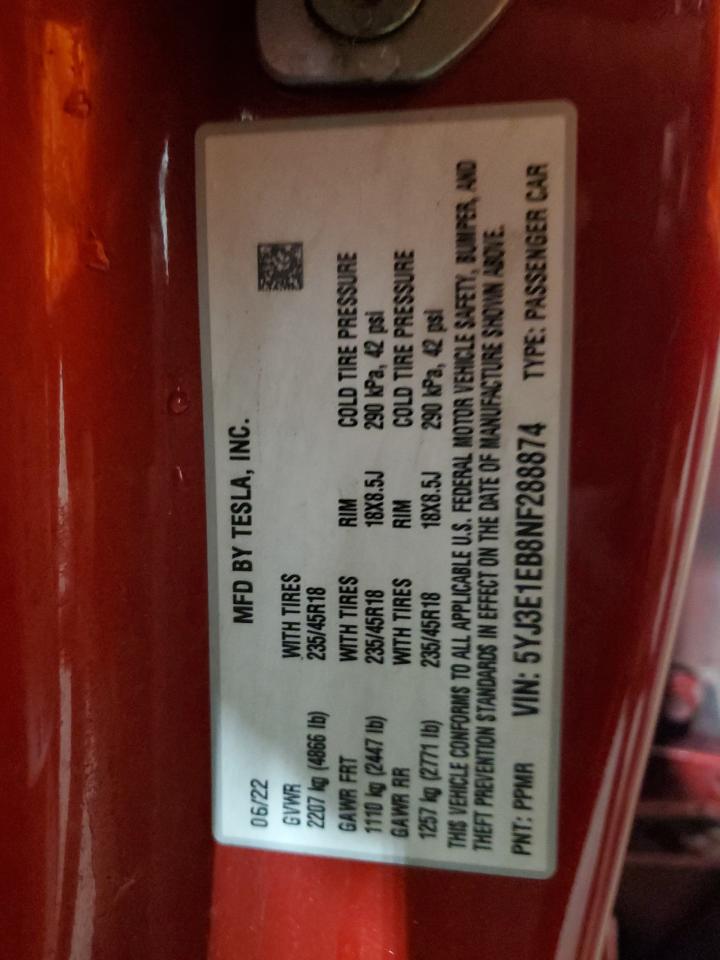 06/22 MFD BY TESLA, INC.
GVWR WITH TIRES
2207 kg (4866 lb) 235/45R18
GAWR FRT WITH TIRES RIM COLD TIRE PRESSURE
1110 kg (2447 lb) 235/45R18 18X8.5J 290 kPa, 42 psi
GAWR RR WITH TIRES RIM COLD TIRE PRESSURE
1257 kg (2771 lb) 235/45R18 18X8.5J 290 kPa, 42 psi
THIS VEHICLE CONFORMS TO ALL APPLICABLE U.S. FEDERAL MOTOR VEHICLE SAFETY, BUMPER, AND
THEFT PREVENTION STANDARDS IN EFFECT ON THE DATE OF MANUFACTURE SHOWN ABOVE.
PNT: PPMR VIN: 5YJ3E1EB8NF288874 TYPE: PASSENGER CAR